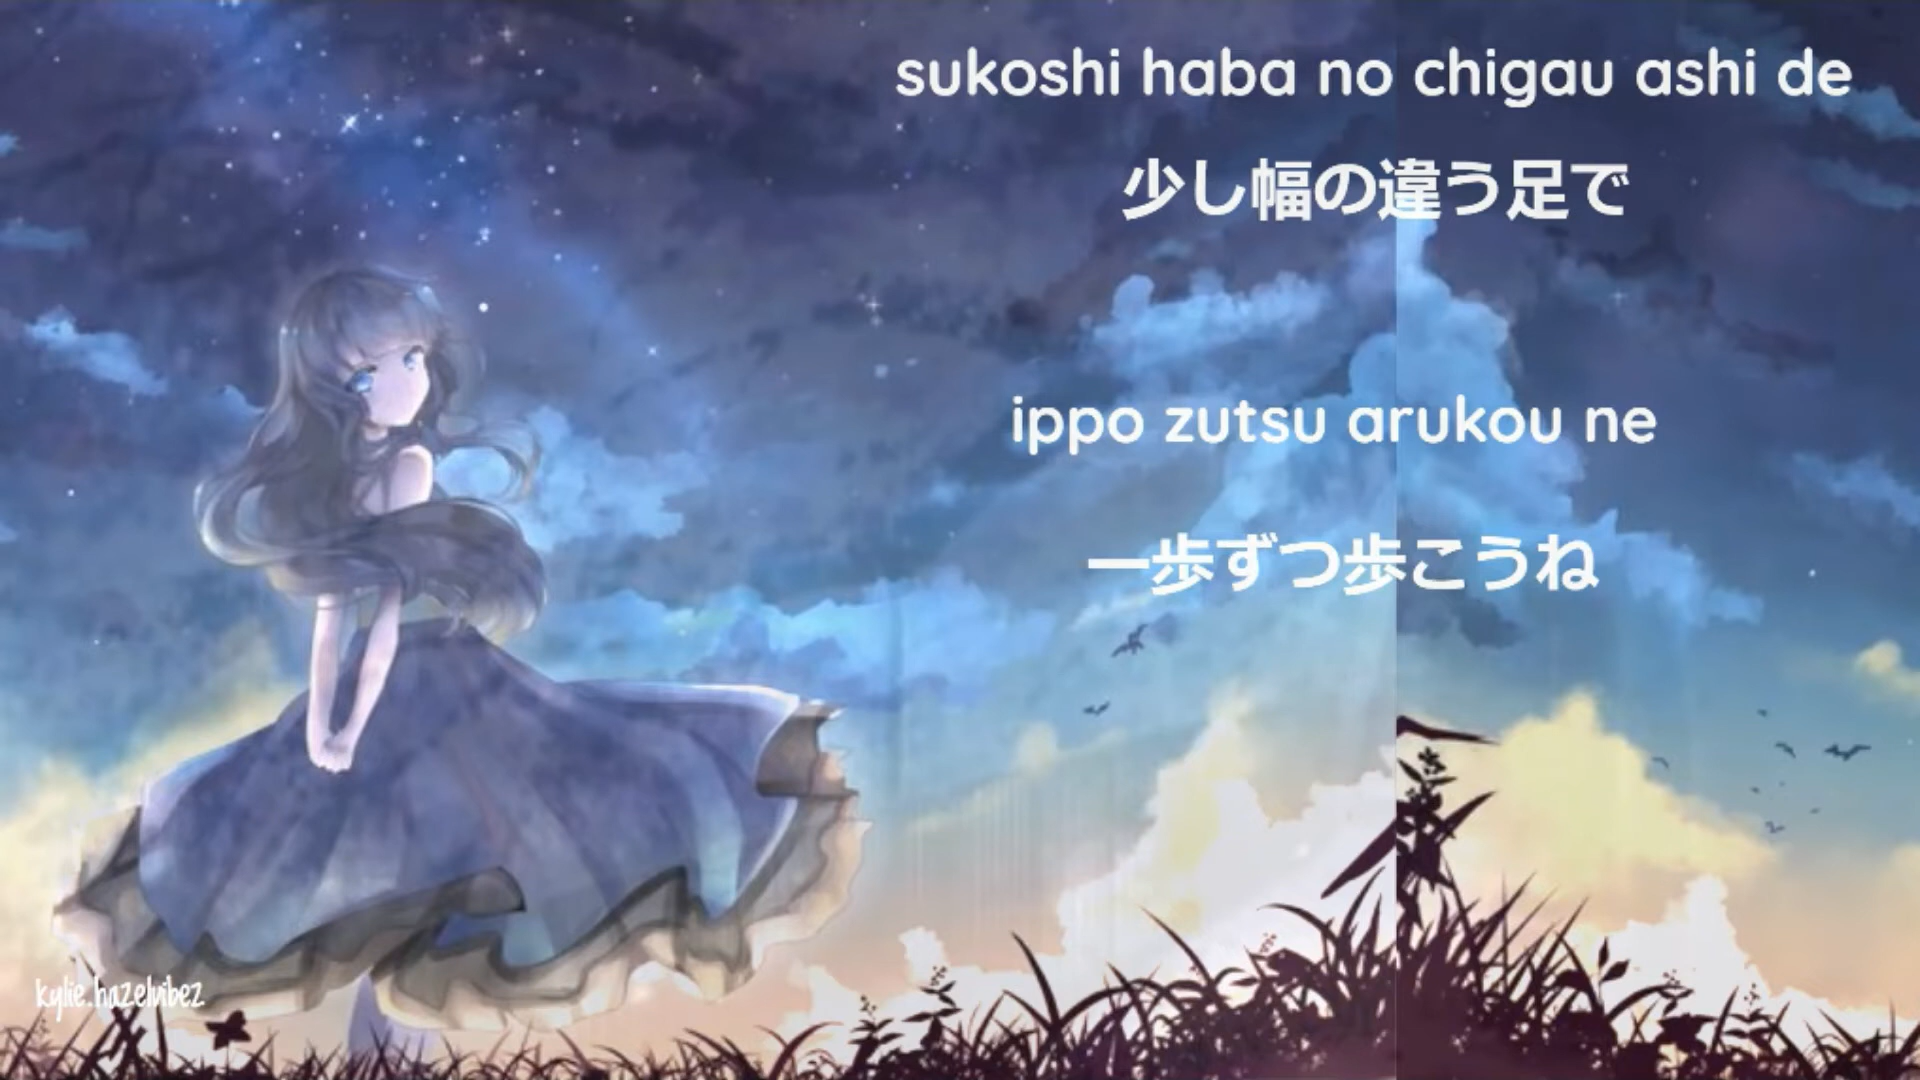 sukoshi haba no chigau ashi de
少し幅の違う足で
ippo zutsu arukou ne
一歩ずつ歩こうね
kylie.hazelvibez